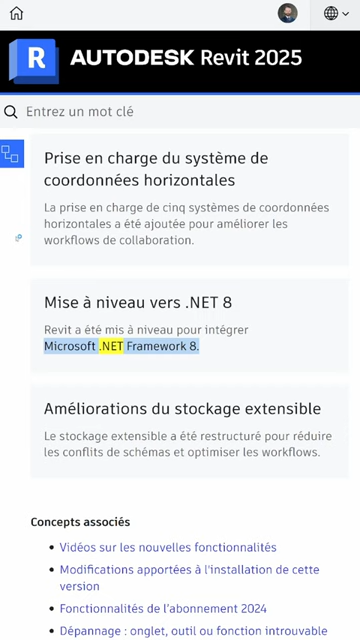 R
AUTODESK Revit 2025
Entrez un mot clé
Prise en charge du système de
coordonnées horizontales
La prise en charge de cinq systèmes de coordonnées
horizontales a été ajoutée pour améliorer les
workflows de collaboration.
Mise à niveau vers .NET 8
Revit a été mis à niveau pour intégrer
Microsoft .NET Framework 8.
Améliorations du stockage extensible
Le stockage extensible a été restructuré pour réduire
les conflits de schémas et optimiser les workflows.
Concepts associés
• Vidéos sur les nouvelles fonctionnalités
• Modifications apportées à l'installation de cette
version
• Fonctionnalités de l'abonnement 2024
• Dépannage : onglet, outil ou fonction introuvable